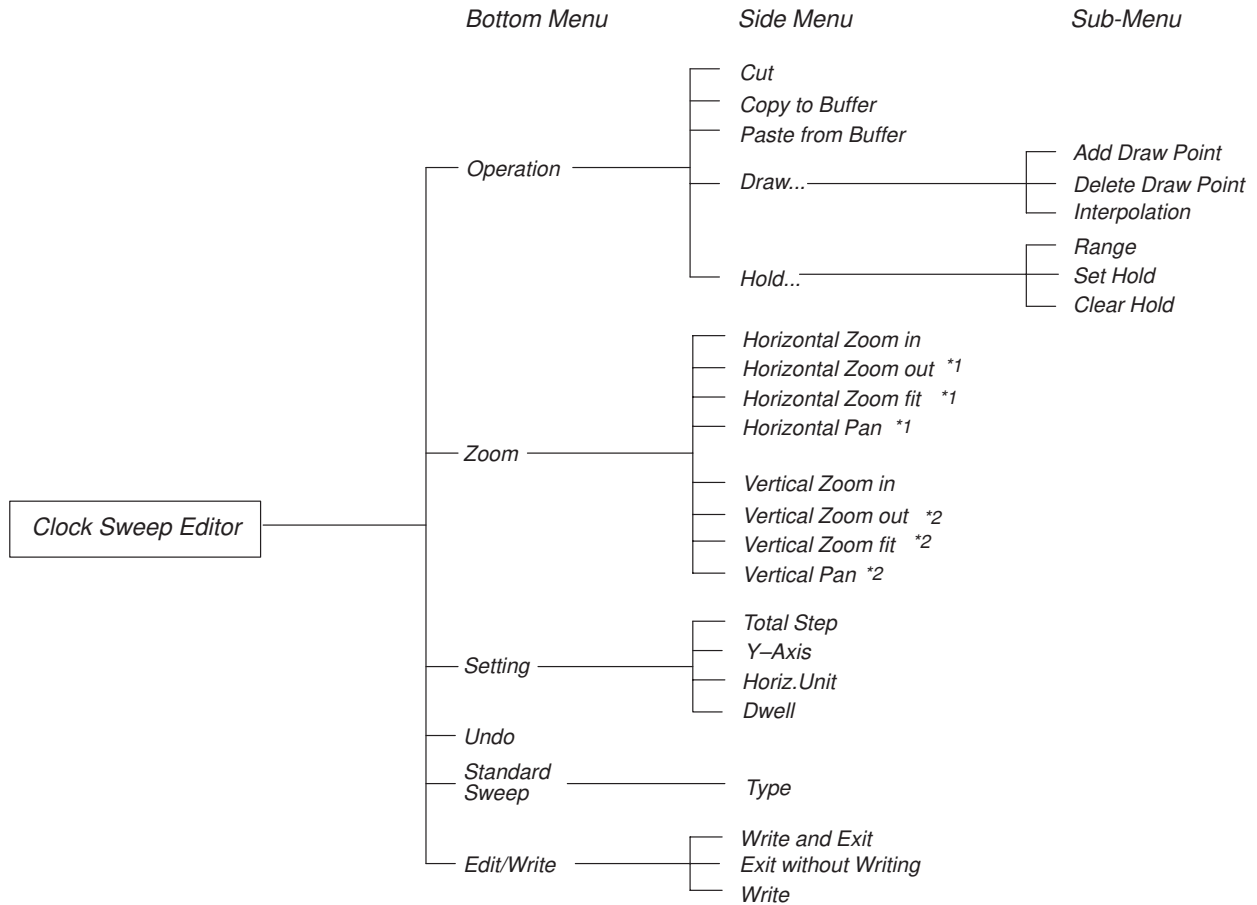 Bottom Menu Side Menu Sub-Menu
Cut
Copy to Buffer
Paste from Buffer
Operation
Draw...
Add Draw Point
Delete Draw Point
Interpolation
Hold...
Range
Set Hold
Clear Hold
Horizontal Zoom in
Horizontal Zoom out *1
Horizontal Zoom fit *1
Horizontal Pan *1
Zoom
Vertical Zoom in
Vertical Zoom out *2
Vertical Zoom fit *2
Vertical Pan *2
Clock Sweep Editor
Total Step
Y–Axis
Setting
Horiz.Unit
Dwell
Undo
Standard
Sweep
Type
Write and Exit
Edit/Write
Exit without Writing
Write